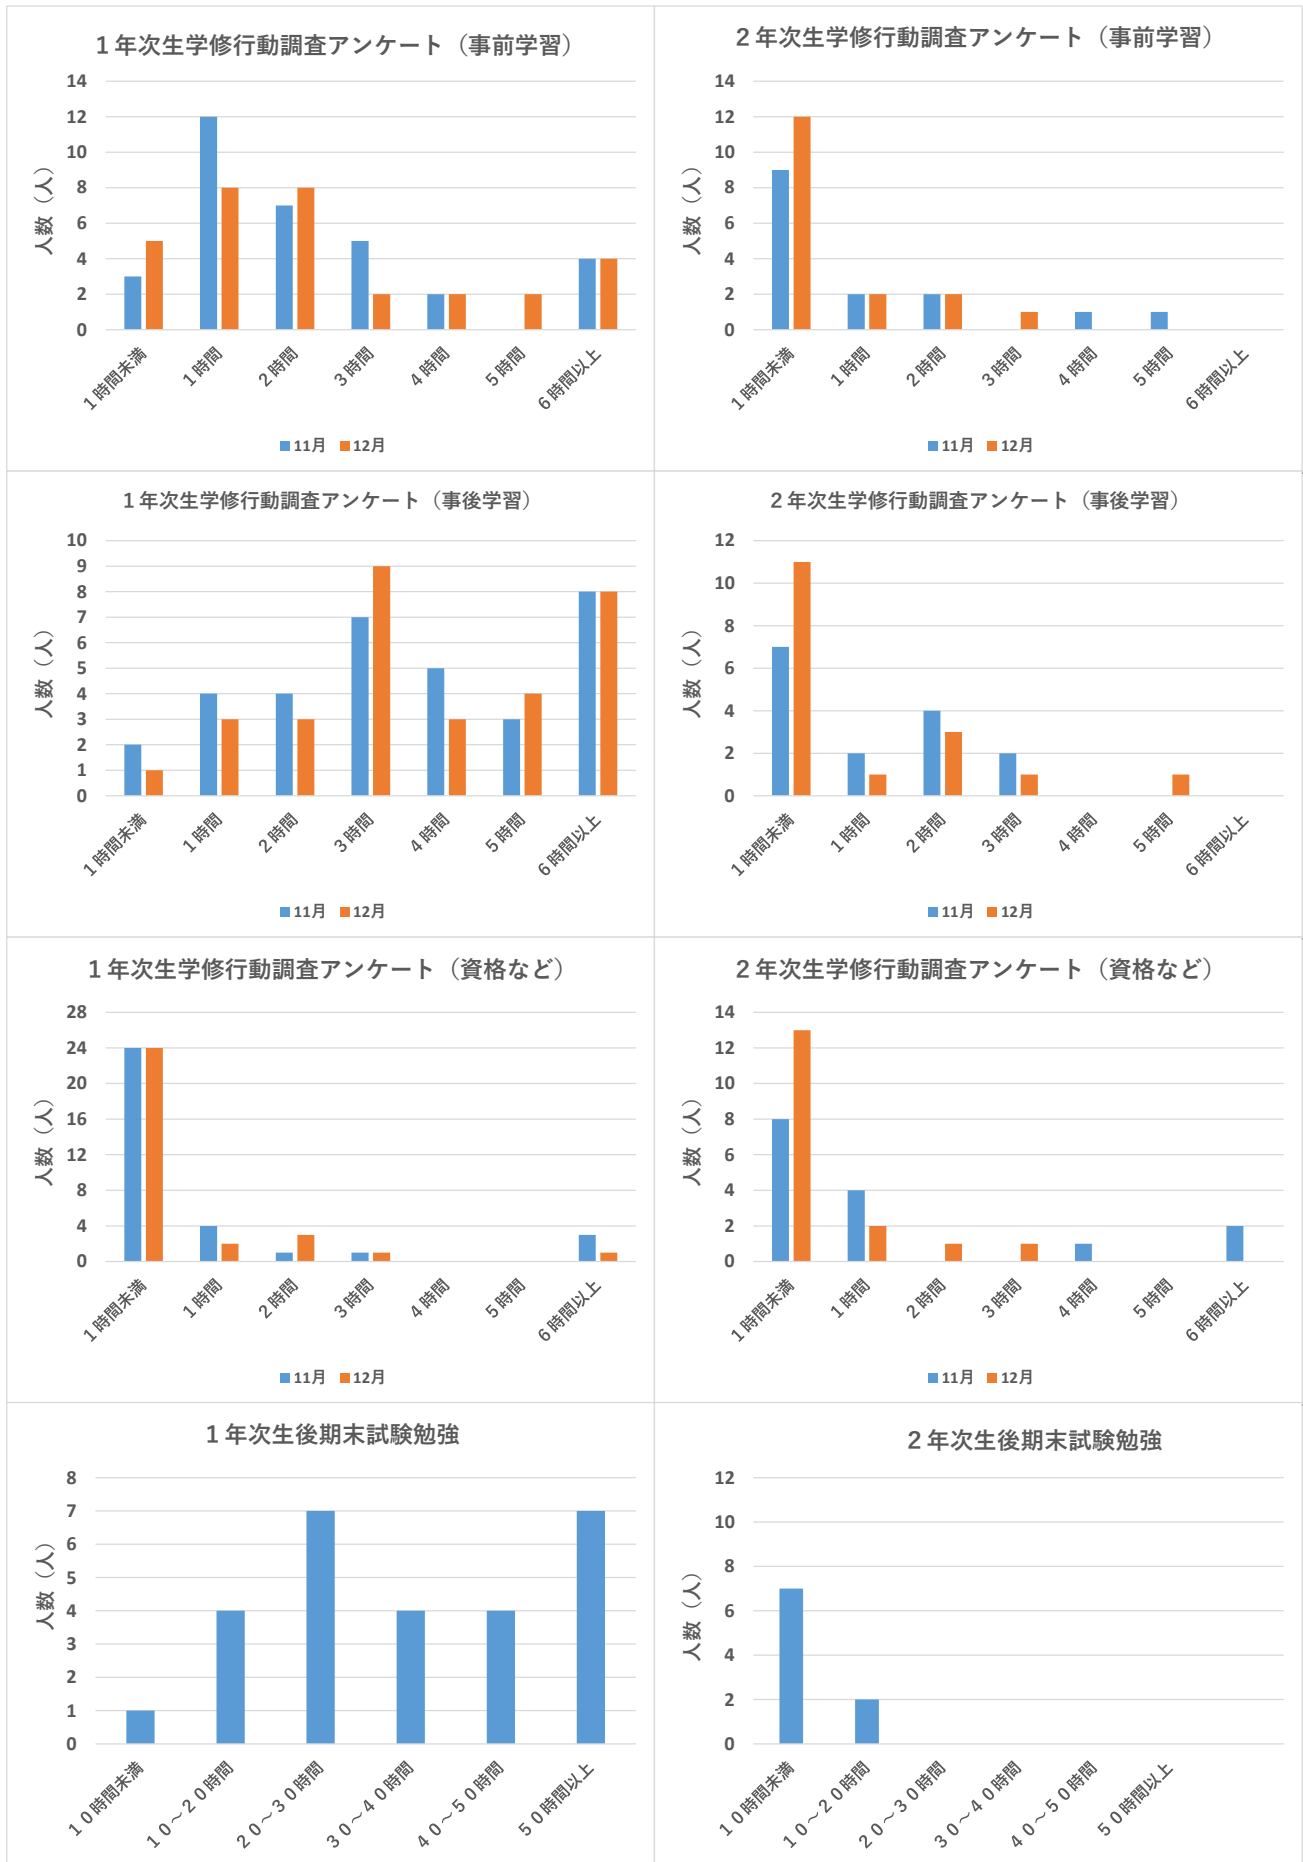 １年次生学修行動調査アンケート（事前学習）
人数（人）
14
12
10
8
6
4
2
0
１時間未満
１時間
２時間
３時間
４時間
５時間
６時間以上
11月 12月
２年次生学修行動調査アンケート（事前学習）
人数（人）
14
12
10
8
6
4
2
0
１時間未満
１時間
２時間
３時間
４時間
５時間
６時間以上
11月 12月
１年次生学修行動調査アンケート（事後学習）
人数（人）
10
9
8
7
6
5
4
3
2
1
0
１時間未満
１時間
２時間
３時間
４時間
５時間
６時間以上
11月 12月
２年次生学修行動調査アンケート（事後学習）
人数（人）
12
10
8
6
4
2
0
１時間未満
１時間
２時間
３時間
４時間
５時間
６時間以上
11月 12月
１年次生学修行動調査アンケート（資格など）
人数（人）
28
24
20
16
12
8
4
0
１時間未満
１時間
２時間
３時間
４時間
５時間
６時間以上
11月 12月
２年次生学修行動調査アンケート（資格など）
人数（人）
14
12
10
8
6
4
2
0
１時間未満
１時間
２時間
３時間
４時間
５時間
６時間以上
11月 12月
１年次生後期末試験勉強
人数（人）
8
7
6
5
4
3
2
1
0
１０時間未満
１０～２０時間
２０～３０時間
３０～４０時間
４０～５０時間
５０時間以上
２年次生後期末試験勉強
人数（人）
12
10
8
6
4
2
0
１０時間未満
１０～２０時間
２０～３０時間
３０～４０時間
４０～５０時間
５０時間以上